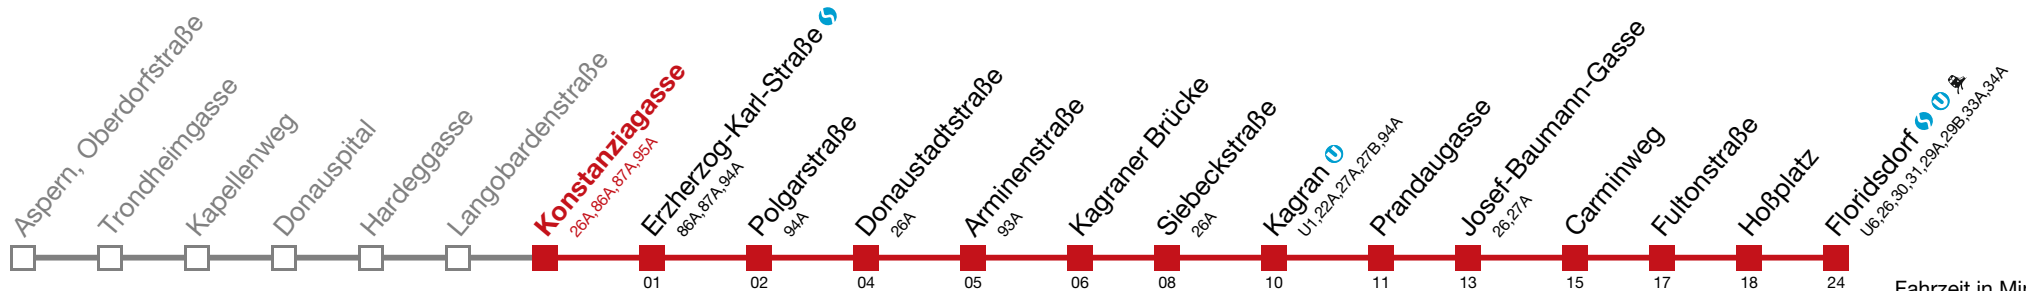 Aspern, Oberdorfstraße
Trondheimgasse
Kapellenweg
Donauspital
Hardeggasse
Langobardenstraße
Konstanziagasse
26A,86A,87A,95A
Erzherzog-Karl-Straße S
86A,87A,94A
Polgarstraße
94A
Donaustadtstraße
26A
Arminenstraße
93A
Kagraner Brücke
Siebeckstraße
26A
Kagran U
U1,22A,27A,27B,94A
Prandaugasse
Josef-Baumann-Gasse
26,27A
Carminweg
Fultonstraße
Hoßplatz
Floridsdorf S U
U6,26,30,31,29A,29B,33A,34A
01 02 04 05 06 08 10 11 13 15 17 18 24
Fahrzeit in